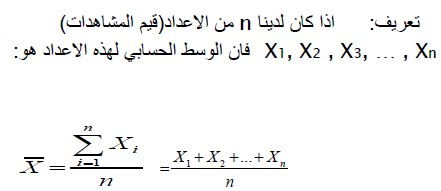 تعريف: اذا كان لدينا n من الاعداد(قيم المشاهدات)
X1, X2 , X3, ... , Xn فان الوسط الحسابي لهذه الاعداد هو:
X̅ = ∑ᵢ₌₁ⁿ Xᵢ / n = X₁ + X₂ + ... + Xₙ / n